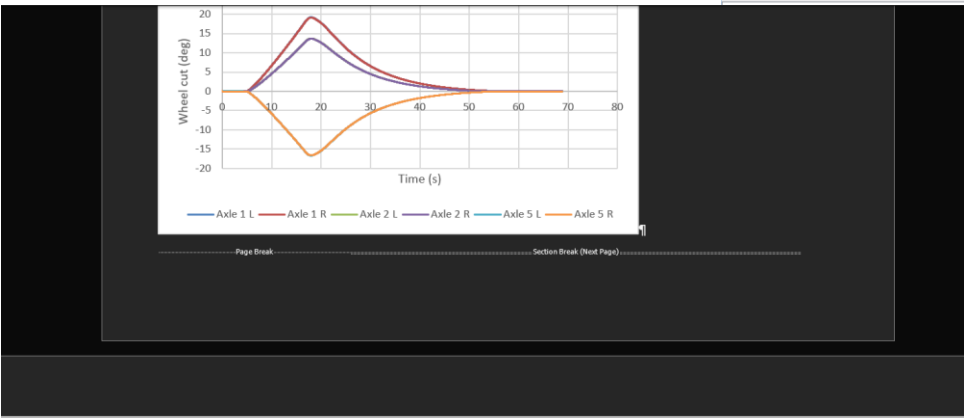 20
15
10
5
0
-5
-10
-15
-20
Wheel cut (deg)
0 10 20 30 40 50 60 70 80
Time (s)
Axle 1 L Axle 1 R Axle 2 L Axle 2 R Axle 5 L Axle 5 R
¶
Page Break Section Break (Next Page)